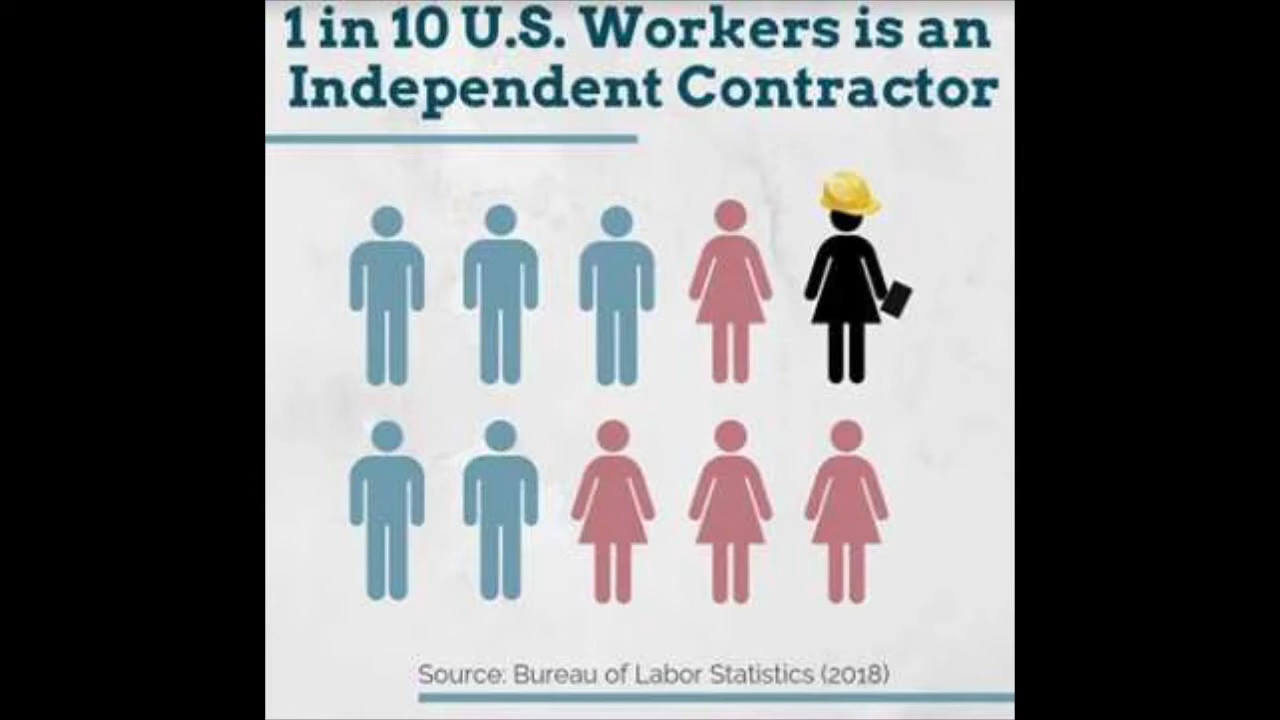 1 in 10 U.S. Workers is an
Independent Contractor
Source: Bureau of Labor Statistics (2018)